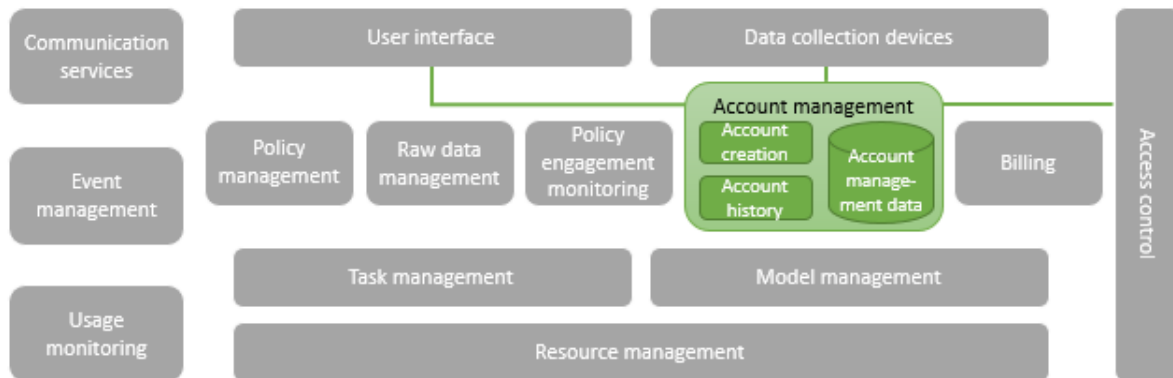 Communication
services
User interface
Data collection devices
Account management
Policy
management
Raw data
management
Policy
engagement
monitoring
Account
creation
Account
history
Account
manage-
ment data
Billing
Access control
Event
management
Task management
Model management
Usage
monitoring
Resource management